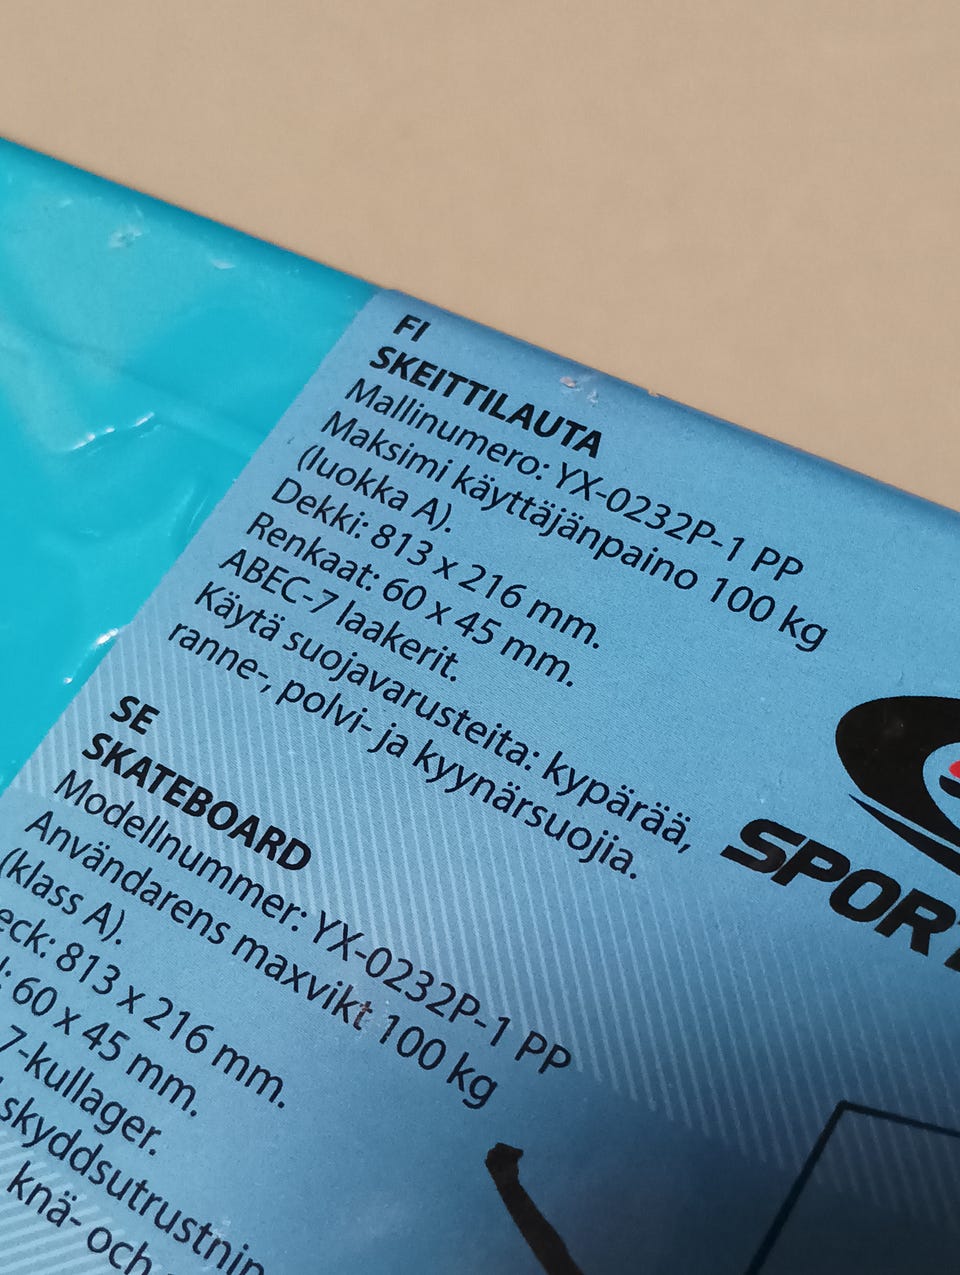 FI
SKEITTILAUTA
Mallinumero: YX-0232P-1 PP
Maksimi käyttäjänpaino 100 kg
(luokka A).
Dekki: 813 x 216 mm.
Renkaat: 60 x 45 mm.
ABEC-7 laakerit.
Käytä suojavarusteita: kypärää,
ranne-, polvi- ja kyynärsuojia.
SE
SKATEBOARD
Modellnummer: YX-0232P-1 PP
Användarens maxvikt 100 kg
(klass A).
813 x 216 mm.
60 x 45 mm.
7-kullager.
knä- och